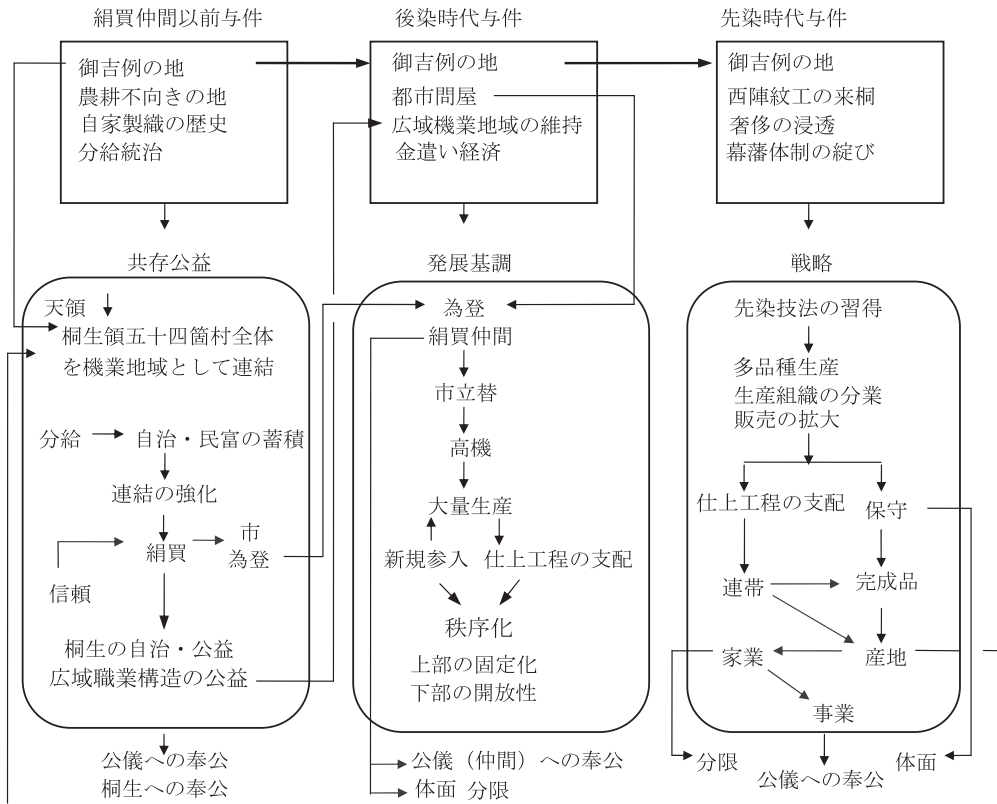 絹買仲間以前与件
御吉例の地
農耕不向きの地
自家製織の歴史
分給統治
共存公益
天領
桐生領五十四箇村全体
を機業地域として連結
分給
自治・民富の蓄積
連結の強化
絹買
市
為登
信頼
桐生の自治・公益
広域職業構造の公益
公儀への奉公
桐生への奉公
後染時代与件
御吉例の地
都市問屋
広域機業地域の維持
金遣い経済
発展基調
為登
絹買仲間
市立替
高機
大量生産
新規参入
仕上工程の支配
秩序化
上部の固定化
下部の開放性
公儀（仲間）への奉公
体面 分限
先染時代与件
御吉例の地
西陣紋工の来桐
奢侈の浸透
幕藩体制の綻び
戦略
先染技法の習得
多品種生産
生産組織の分業
販売の拡大
仕上工程の支配
保守
連帯
完成品
家業
産地
事業
分限
体面
公儀への奉公